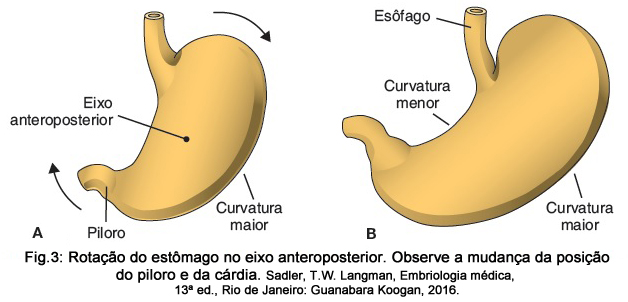 Eixo
anteroposterior
A
Piloro
Curvatura
maior
Esôfago
Curvatura
menor
B
Curvatura
maior
Fig.3: Rotação do estômago no eixo anteroposterior. Observe a mudança da posição
do piloro e da cárdia. Sadler, T.W. Langman, Embriologia médica,
13ª ed., Rio de Janeiro: Guanabara Koogan, 2016.